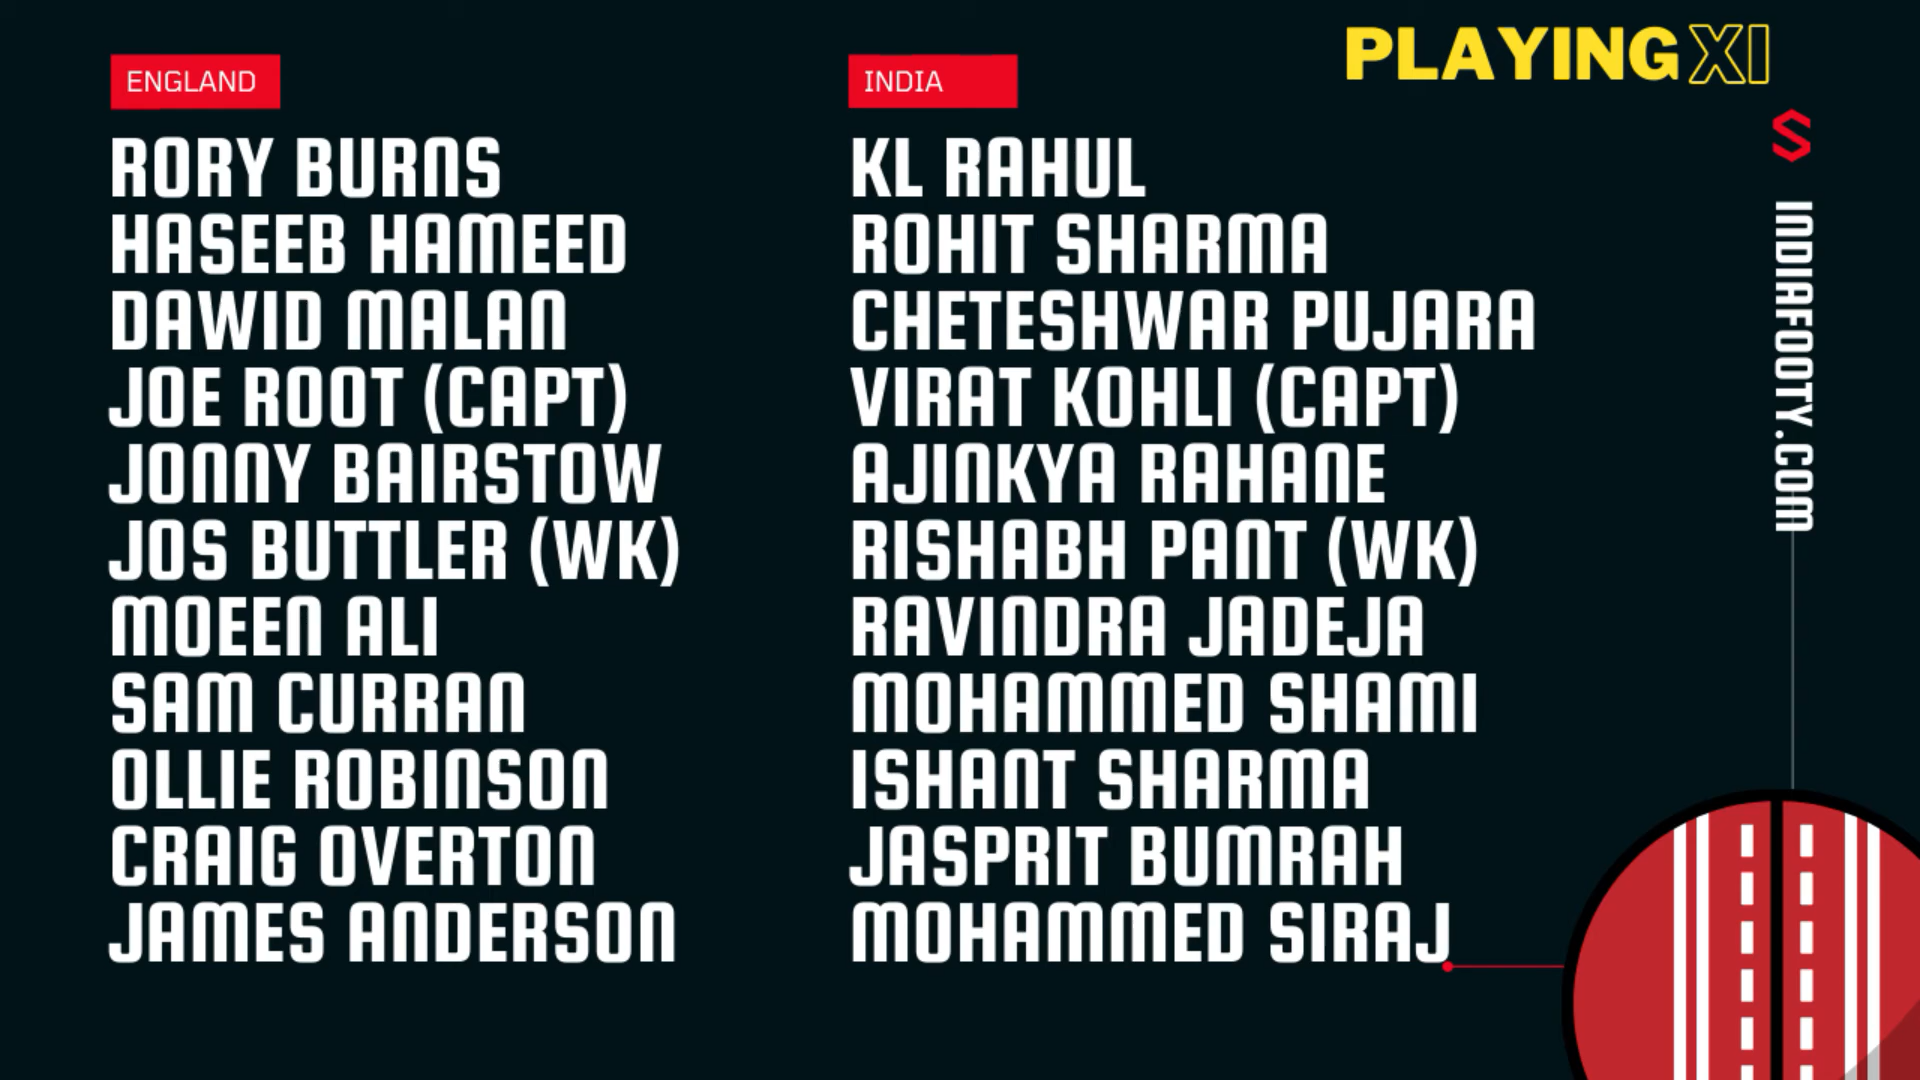 PLAYING XI
ENGLAND
RORY BURNS
HASEEB HAMEED
DAWID MALAN
JOE ROOT (CAPT)
JONNY BAIRSTOW
JOS BUTTLER (WK)
MOEEN ALI
SAM CURRAN
OLLIE ROBINSON
CRAIG OVERTON
JAMES ANDERSON
INDIA
KL RAHUL
ROHIT SHARMA
CHETESHWAR PUJARA
VIRAT KOHLI (CAPT)
AJINKYA RAHANE
RISHABH PANT (WK)
RAVINDRA JADEJA
MOHAMMED SHAMI
ISHANT SHARMA
JASPRIT BUMRAH
MOHAMMED SIRAJ
S
INDIAFOOTY.COM